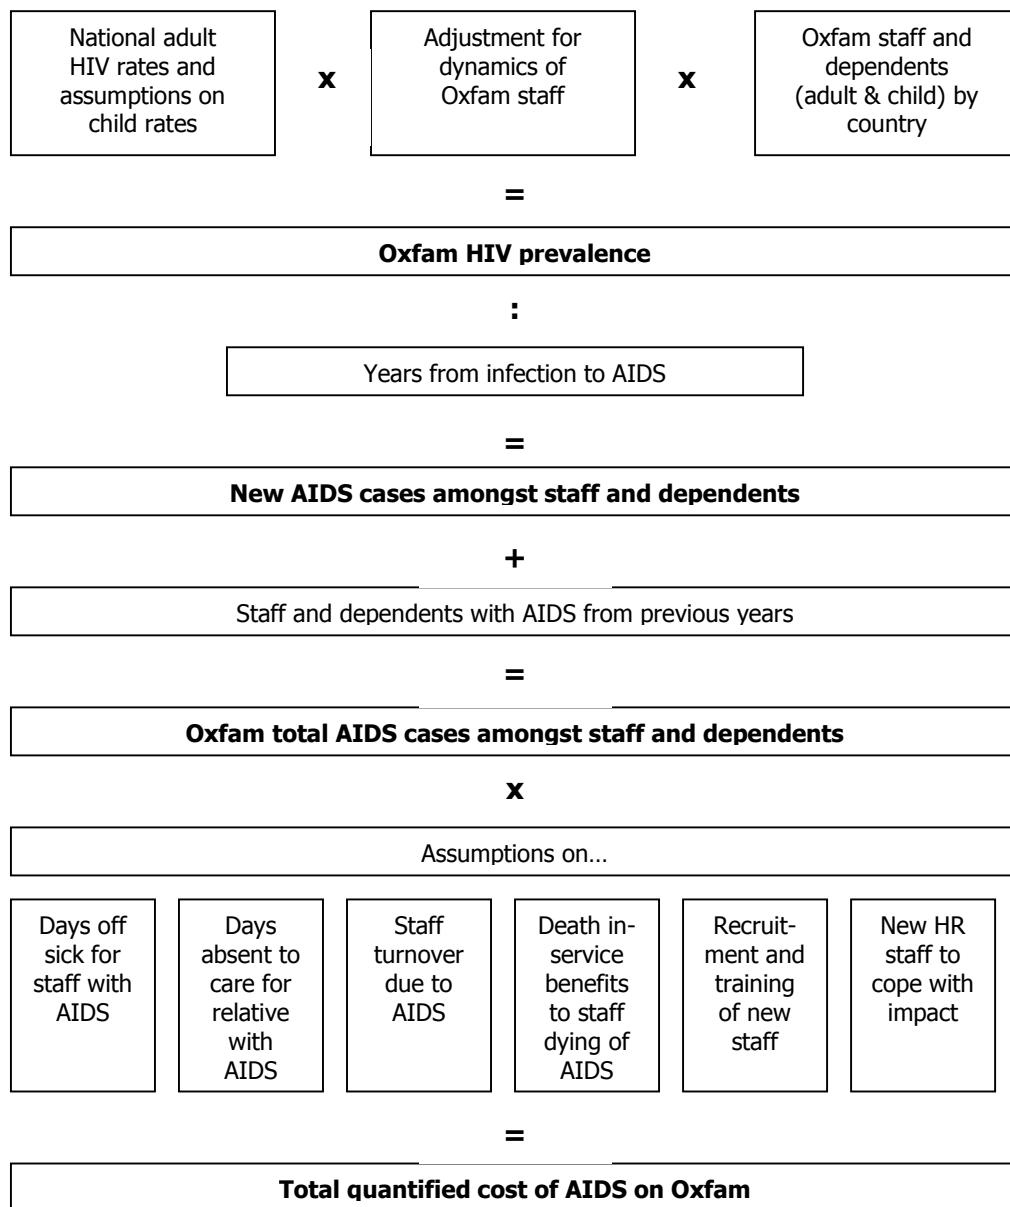 National adult
HIV rates and
assumptions on
child rates
x
Adjustment for
dynamics of
Oxfam staff
x
Oxfam staff and
dependents
(adult & child) by
country
=
Oxfam HIV prevalence
:
Years from infection to AIDS
=
New AIDS cases amongst staff and dependents
+
Staff and dependents with AIDS from previous years
=
Oxfam total AIDS cases amongst staff and dependents
x
Assumptions on…
Days off
sick for
staff with
AIDS
Days
absent to
care for
relative
with
AIDS
Staff
turnover
due to
AIDS
Death in-
service
benefits
to staff
dying of
AIDS
Recruit-
ment and
training
of new
staff
New HR
staff to
cope with
impact
=
Total quantified cost of AIDS on Oxfam